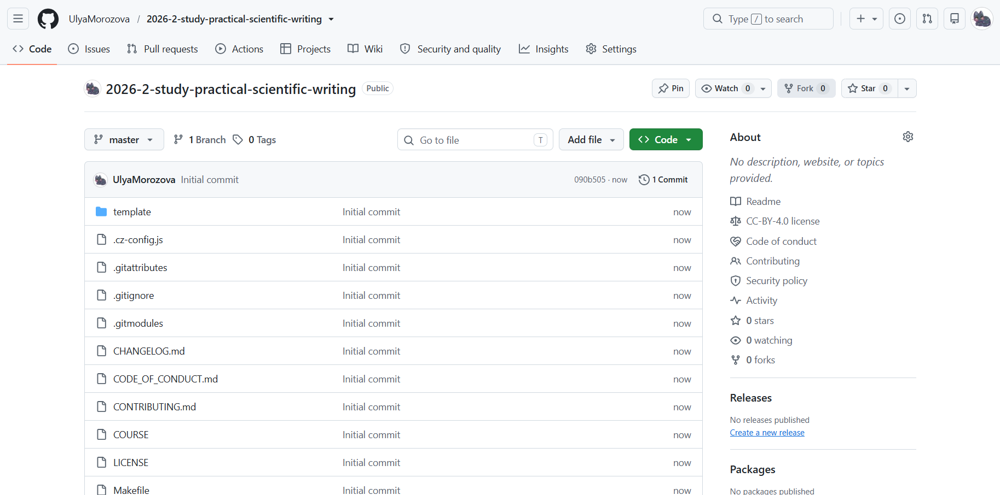 UlyaMorozova / 2026-2-study-practical-scientific-writing
Type / to search
Code Issues Pull requests Actions Projects Wiki Security and quality Insights Settings
2026-2-study-practical-scientific-writing Public
Pin Watch 0 Fork 0 Star 0
master 1 Branch 0 Tags
Go to file T Add file Code
UlyaMorozova Initial commit 090b505 · now 1 Commit
template Initial commit now
.cz-config.js Initial commit now
.gitattributes Initial commit now
.gitignore Initial commit now
.gitmodules Initial commit now
CHANGELOG.md Initial commit now
CODE_OF_CONDUCT.md Initial commit now
CONTRIBUTING.md Initial commit now
COURSE Initial commit now
LICENSE Initial commit now
Makefile Initial commit now
About
No description, website, or topics
provided.
Readme
CC-BY-4.0 license
Code of conduct
Contributing
Security policy
Activity
0 stars
0 watching
0 forks
Releases
No releases published
Create a new release
Packages
No packages published